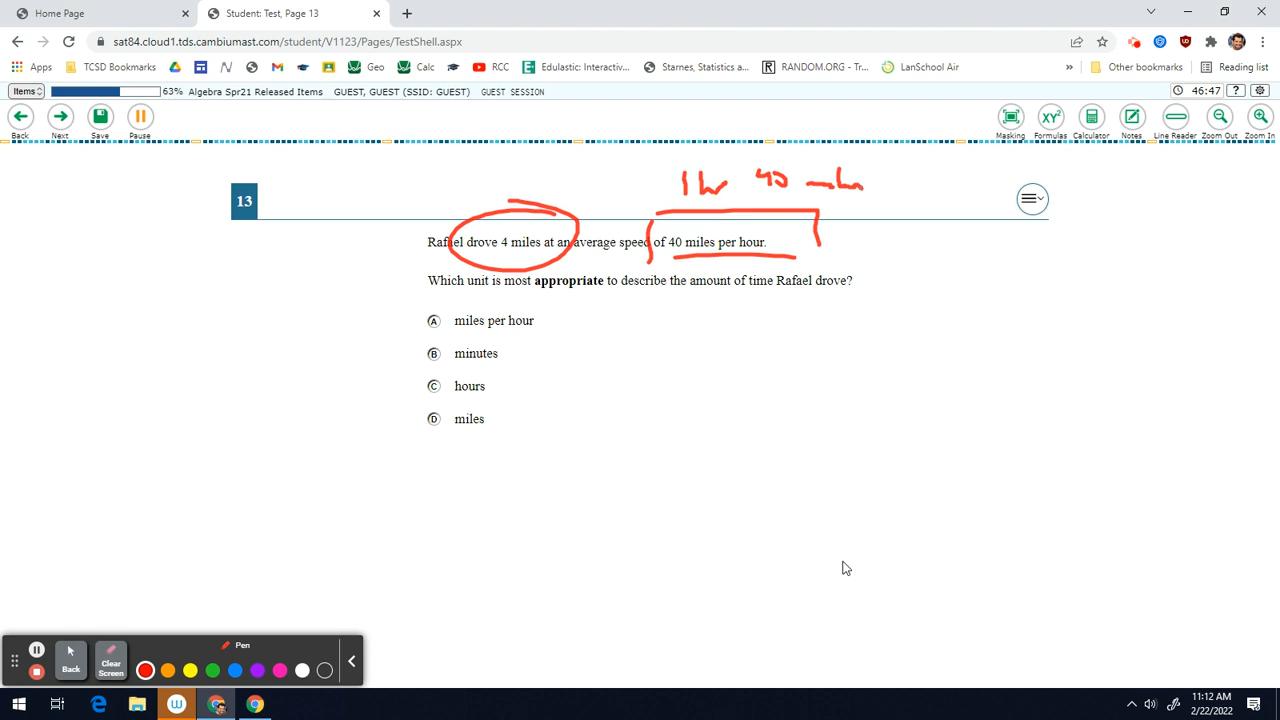 Home Page
Student: Test, Page 13
sat84.cloud1.tds.cambiumast.com/student/V1123/Pages/TestShell.aspx
Apps TCSD Bookmarks Geo Calc RCC Edulastic: Interactiv... Starnes, Statistics a... RANDOM.ORG - Tr... LanSchool Air » Other bookmarks Reading list
Items 63% Algebra Spr21 Released Items GUEST, GUEST (SSID: GUEST) GUEST SESSION 46:47 ?
XY²
Back Next Save Pause Masking Formulas Calculator Notes Line Reader Zoom Out Zoom In
1 hr 40 miles
13
Rafael drove 4 miles at an average speed of 40 miles per hour.
Which unit is most appropriate to describe the amount of time Rafael drove?
A miles per hour
B minutes
C hours
D miles
Pen
Back Clear Screen
11:12 AM
2/22/2022